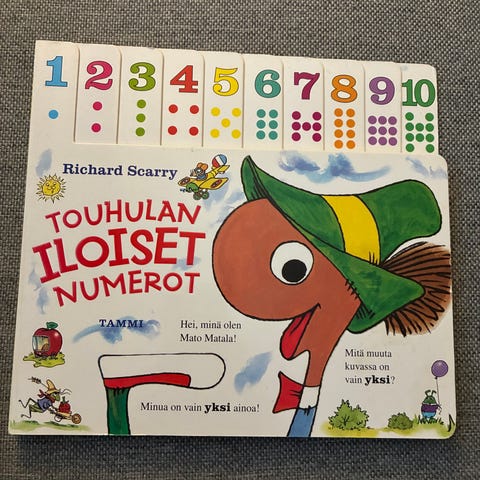 1 2 3 4 5 6 7 8 9 10
Richard Scarry
TOUHULAN
ILOISET
NUMEROT
TAMMI
Hei, minä olen
Mato Matala!
Mitä muuta
kuvassa on
vain yksi?
Minua on vain yksi ainoa!